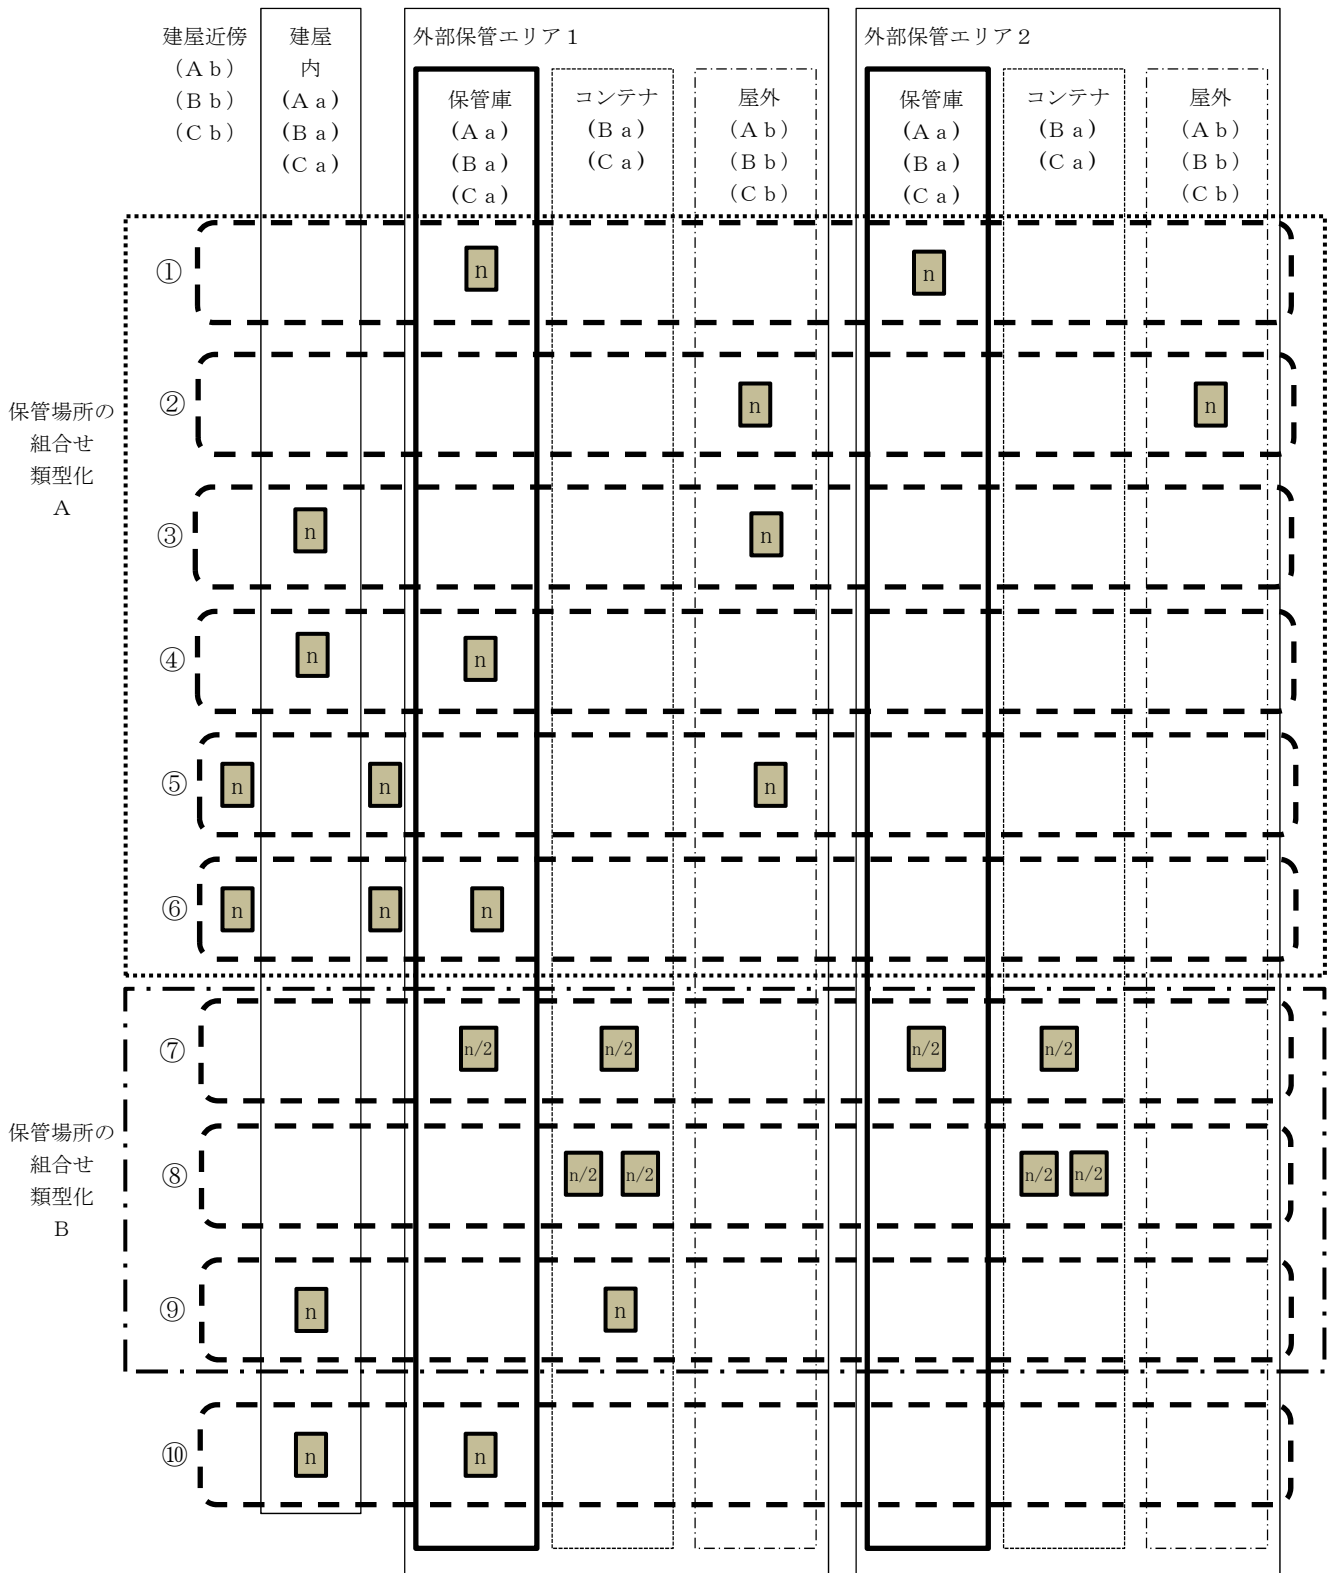 建屋近傍
（Ａｂ）
（Ｂｂ）
（Ｃｂ）
建屋
内
(Ａａ)
(Ｂａ)
(Ｃａ)
外部保管エリア１
保管庫
(Ａａ)
(Ｂａ)
(Ｃａ)
コンテナ
(Ｂａ)
(Ｃａ)
屋外
（Ａｂ）
（Ｂｂ）
（Ｃｂ）
外部保管エリア２
保管庫
(Ａａ)
(Ｂａ)
(Ｃａ)
コンテナ
(Ｂａ)
(Ｃａ)
屋外
（Ａｂ）
（Ｂｂ）
（Ｃｂ）
保管場所の
組合せ
類型化
Ａ
① n n
② n n
③ n n
④ n n
⑤ n n n
⑥ n n n
保管場所の
組合せ
類型化
Ｂ
⑦ n/2 n/2 n/2 n/2
⑧ n/2 n/2 n/2 n/2
⑨ n n
⑩ n n